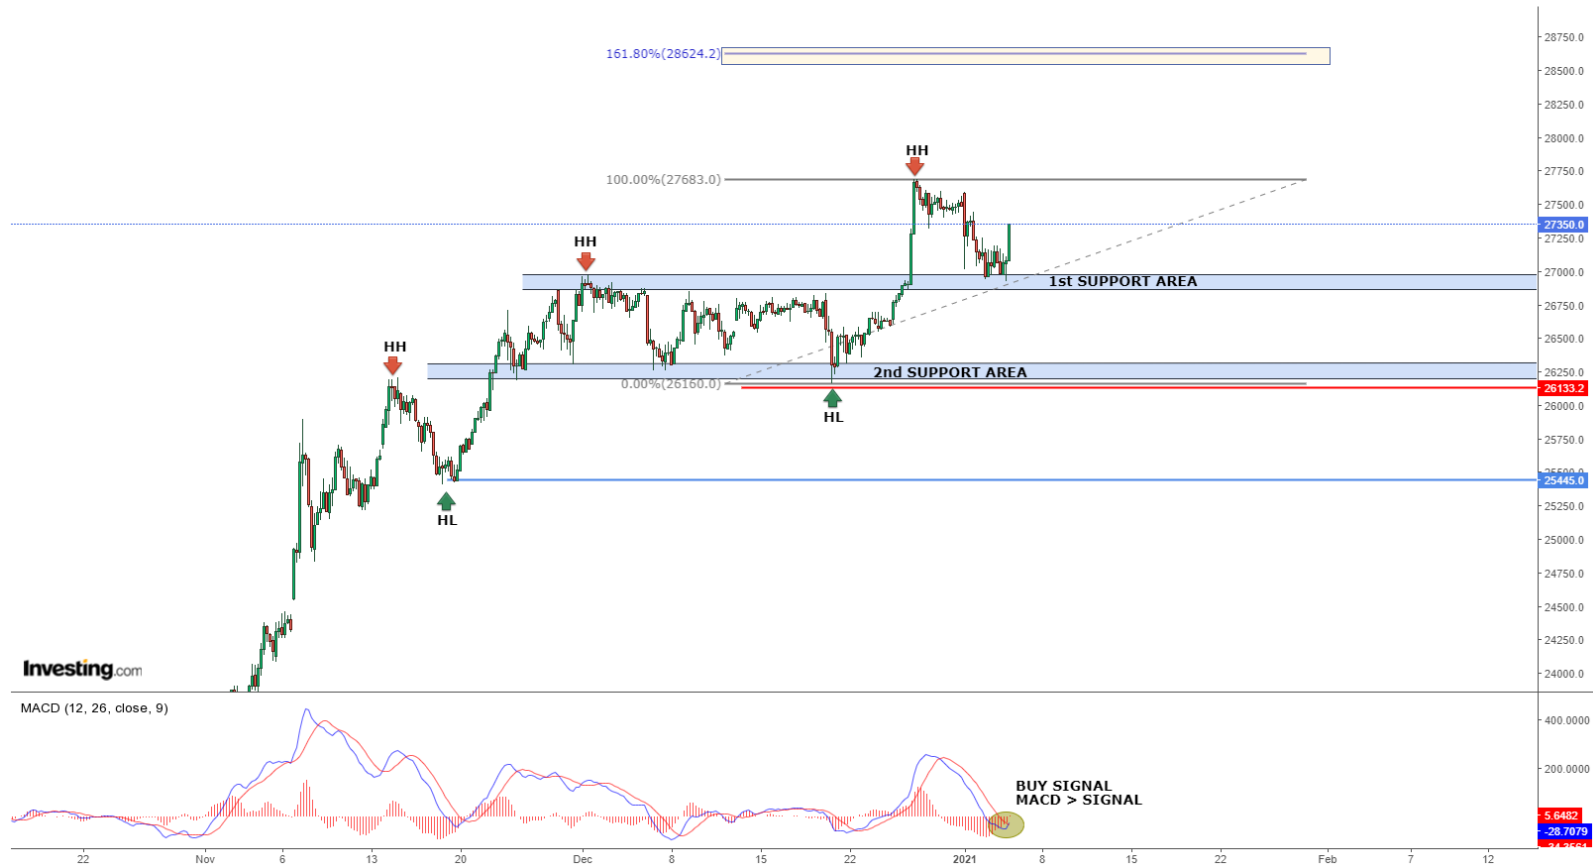 28750.0
161.80%(28624.2)
28500.0
28250.0
28000.0
HH
27750.0
100.00%(27683.0)
27500.0
27350.0
27250.0
HH
27000.0
1st SUPPORT AREA
26750.0
26500.0
HH
2nd SUPPORT AREA
26250.0
0.00%(26160.0)
26133.2
26000.0
HL
25750.0
25445.0
25250.0
HL
25000.0
24750.0
24500.0
24250.0
24000.0
Investing.com
MACD (12, 26, close, 9)
400.0000
200.0000
BUY SIGNAL
MACD > SIGNAL
5.6482
-28.7079
22 Nov 6 13 20 Dec 8 15 22 2021 8 15 22 Feb 7 12